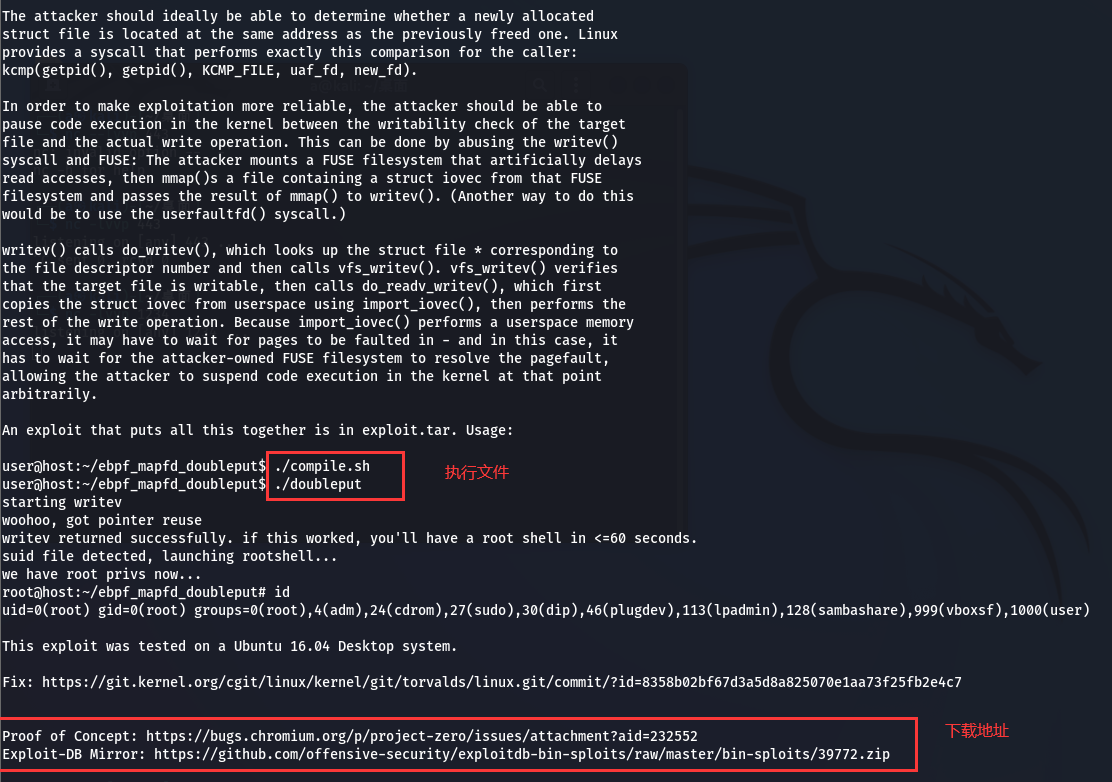 The attacker should ideally be able to determine whether a newly allocated
struct file is located at the same address as the previously freed one. Linux
provides a syscall that performs exactly this comparison for the caller:
kcmp(getpid(), getpid(), KCMP_FILE, uaf_fd, new_fd).
In order to make exploitation more reliable, the attacker should be able to
pause code execution in the kernel between the writability check of the target
file and the actual write operation. This can be done by abusing the writev()
syscall and FUSE: The attacker mounts a FUSE filesystem that artificially delays
read accesses, then mmap()s a file containing a struct iovec from that FUSE
filesystem and passes the result of mmap() to writev(). (Another way to do this
would be to use the userfaultfd() syscall.)
writev() calls do_writev(), which looks up the struct file * corresponding to
the file descriptor number and then calls vfs_writev(). vfs_writev() verifies
that the target file is writable, then calls do_readv_writev(), which first
copies the struct iovec from userspace using import_iovec(), then performs the
rest of the write operation. Because import_iovec() performs a userspace memory
access, it may have to wait for pages to be faulted in - and in this case, it
has to wait for the attacker-owned FUSE filesystem to resolve the pagefault,
allowing the attacker to suspend code execution in the kernel at that point
arbitrarily.
An exploit that puts all this together is in exploit.tar. Usage:
user@host:~/ebpf_mapfd_doubleput$ ./compile.sh
执行文件
user@host:~/ebpf_mapfd_doubleput$ ./doubleput
starting writev
woohoo, got pointer reuse
writev returned successfully. if this worked, you'll have a root shell in <=60 seconds.
suid file detected, launching rootshell...
we have root privs now...
root@host:~/ebpf_mapfd_doubleput# id
uid=0(root) gid=0(root) groups=0(root),4(adm),24(cdrom),27(sudo),30(dip),46(plugdev),113(lpadmin),128(sambashare),999(vboxsf),1000(user)
This exploit was tested on a Ubuntu 16.04 Desktop system.
Fix: https://git.kernel.org/cgit/linux/kernel/git/torvalds/linux.git/commit/?id=8358b02bf67d3a5d8a825070e1aa73f25fb2e4c7
Proof of Concept: https://bugs.chromium.org/p/project-zero/issues/attachment?aid=232552
下载地址
Exploit-DB Mirror: https://github.com/offensive-security/exploitdb-bin-sploits/raw/master/bin-sploits/39772.zip